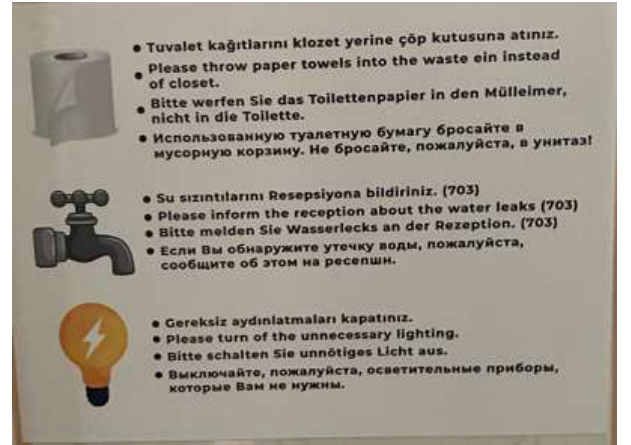 • Tuvalet kağıtlarını klozet yerine çöp kutusuna atınız.
• Please throw paper towels into the waste ein instead
of closet.
• Bitte werfen Sie das Toilettenpapier in den Mülleimer,
nicht in die Toilette.
• Использованную туалетную бумагу бросайте в
мусорную корзину. Не бросайте, пожалуйста, в унитаз!
• Su sızıntılarını Resepsiyona bildiriniz. (703)
• Please inform the reception about the water leaks (703)
• Bitte melden Sie Wasserlecks an der Rezeption. (703)
• Если Вы обнаружите утечку воды, пожалуйста,
сообщите об этом на ресепшн.
• Gereksiz aydınlatmaları kapatınız.
• Please turn of the unnecessary lighting.
• Bitte schalten Sie unnötiges Licht aus.
• Выключайте, пожалуйста, осветительные приборы,
которые Вам не нужны.